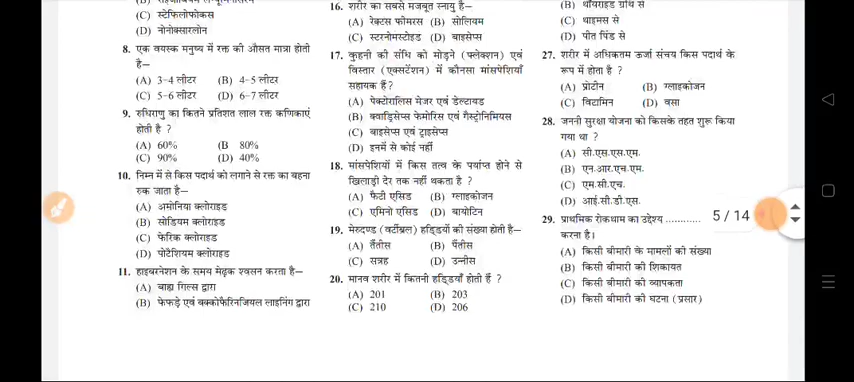 (C) स्टेफिलोफोकस
(D) नोनोक्सारलोन
8. एक वयस्क मनुष्य में रक्त की औसत मात्रा होती
है—
(A) 3-4 लीटर (B) 4-5 लीटर
(C) 5-6 लीटर (D) 6-7 लीटर
9. रुधिराणु का कितने प्रतिशत लाल रक्त कणिकाएं
होती है ?
(A) 60% (B 80%
(C) 90% (D) 40%
10. निम्न में से किस पदार्थ को लगाने से रक्त का बहना
रुक जाता है—
(A) अमोनिया क्लोराइड
(B) सोडियम क्लोराइड
(C) फेरिक क्लोराइड
(D) पोटैशियम क्लोराइड
11. हाइबरनेशन के समय मेढ़क श्वसन करता है—
(A) बाह्य गिल्स द्वारा
(B) फेफड़े एवं बक्कोफैरिनजियल लाइनिंग द्वारा
16. शरीर का सबसे मजबूत स्नायु है-
(A) रेक्टस फीमरस (B) सोलियम
(C) स्टरनोमस्टोइड (D) बाइसेप्स
17. कुहनी की संधि को मोड़ने (फ्लेक्शन) एवं
विस्तार (एक्सटेंशन) में कौनसा मांसपेशियाँ
सहायक हैं?
(A) पेक्टोरालिस मेजर एवं डेल्टायड
(B) क्वाड्रिसेप्स फेमोरिस एवं गैस्ट्रोनिमियस
(C) बाइसेप्स एवं ट्राइसेप्स
(D) इनमें से कोई नहीं
18. मांसपेशियों में किस तत्व के पर्याप्त होने से
खिलाड़ी देर तक नहीं थकता है ?
(A) फैटी एसिड (B) ग्लाइकोजन
(C) एमिनो एसिड (D) बायोटिन
19. मेरुदण्ड (वर्टीब्रल) हड्डियों की संख्या होती है—
(A) तैंतीस (B) पैंतीस
(C) सत्रह (D) उन्नीस
20. मानव शरीर में कितनी हड्डियाँ होती हैं ?
(A) 201 (B) 203
(C) 210 (D) 206
(B) थॉयराइड ग्रंथि से
(C) थाइमस से
(D) पीत पिंड से
27. शरीर में अधिकतम ऊर्जा संचय किस पदार्थ के
रूप में होता है ?
(A) प्रोटीन (B) ग्लाइकोजन
(C) विटामिन (D) वसा
28. जननी सुरक्षा योजना को किसके तहत शुरू किया
गया था ?
(A) सी.एस.एस.एम.
(B) एन.आर.एच.एम.
(C) एम.सी.एच.
(D) आई.सी.डी.एस.
29. प्राथमिक रोकथाम का उद्देश्य ............
करना है।
(A) किसी बीमारी के मामलों की संख्या
(B) किसी बीमारी की शिकायत
(C) किसी बीमारी की व्यापकता
(D) किसी बीमारी की घटना (प्रसार)
5 / 14